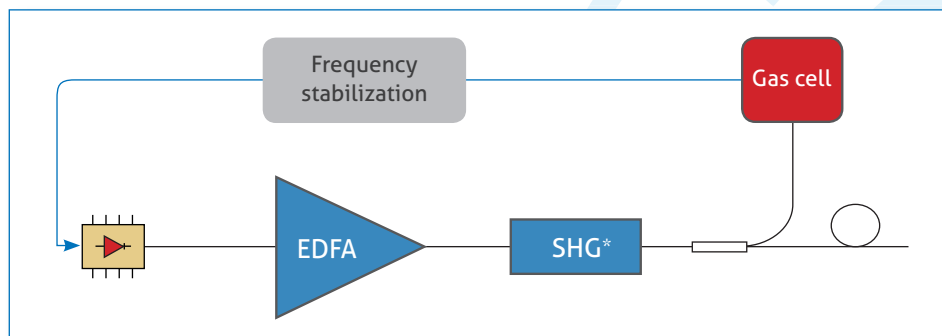 Frequency
stabilization
Gas cell
EDFA
SHG*